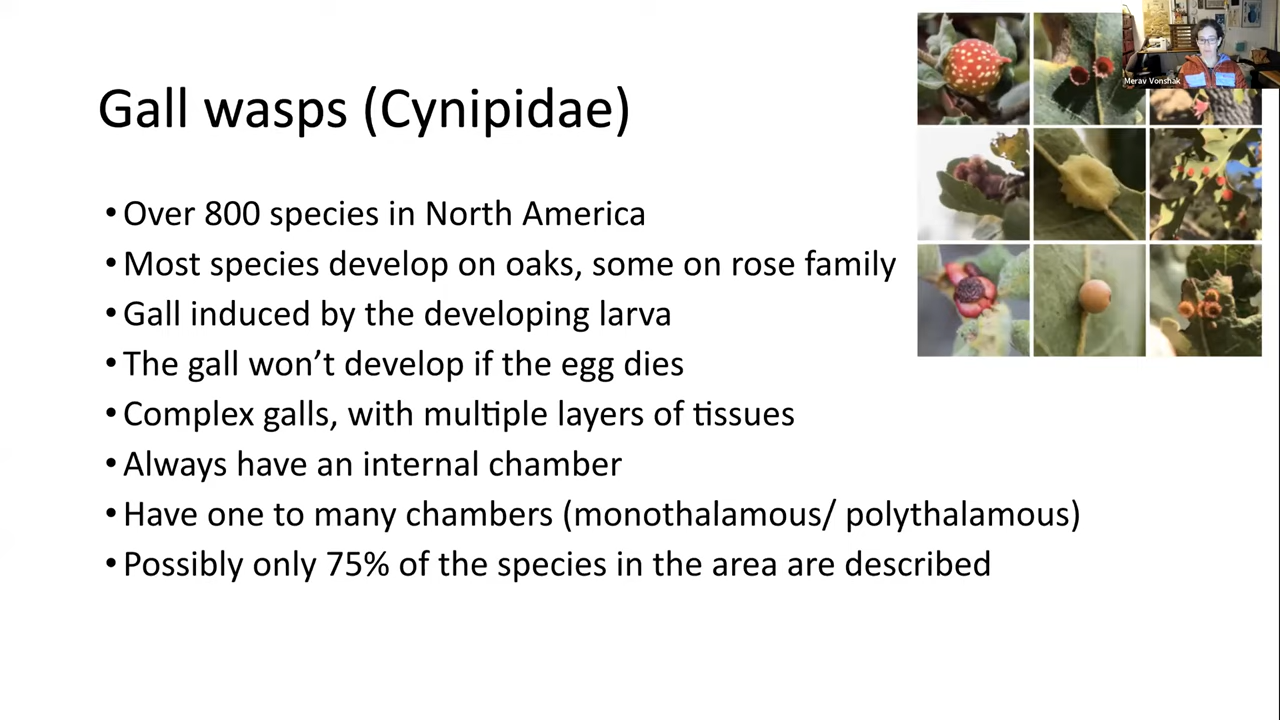 Merav Vonshak
Gall wasps (Cynipidae)
• Over 800 species in North America
• Most species develop on oaks, some on rose family
• Gall induced by the developing larva
• The gall won’t develop if the egg dies
• Complex galls, with multiple layers of tissues
• Always have an internal chamber
• Have one to many chambers (monothalamous/ polythalamous)
• Possibly only 75% of the species in the area are described